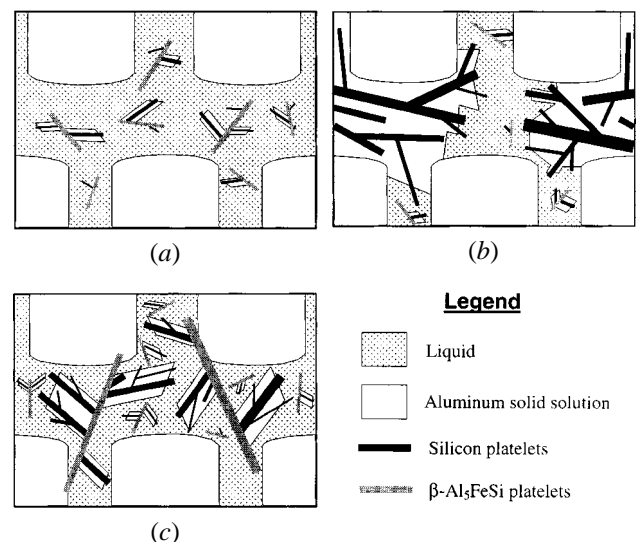 (a)
(b)
(c)
Legend
Liquid
Aluminum solid solution
Silicon platelets
β-Al₅FeSi platelets